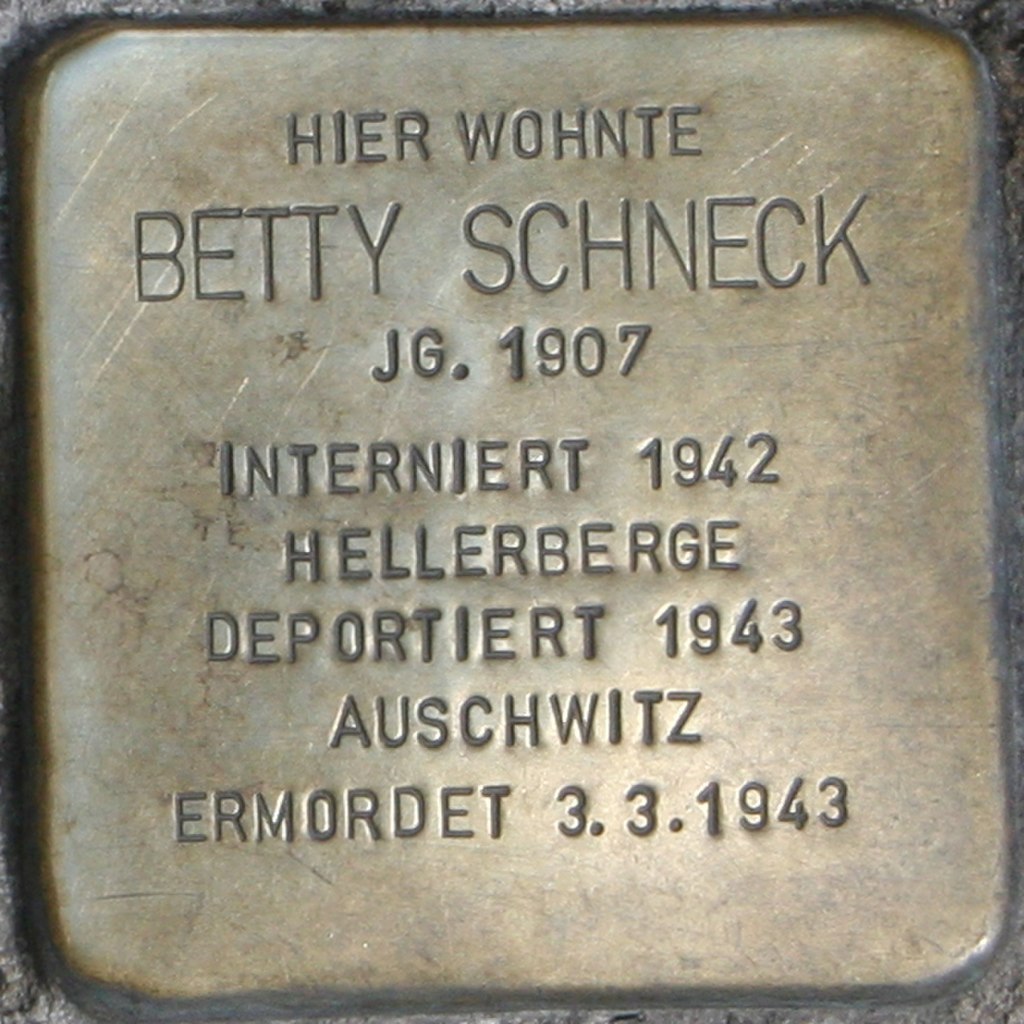 HIER WOHNTE
BETTY SCHNECK
JG. 1907
INTERNIERT 1942
HELLERBERGE
DEPORTIERT 1943
AUSCHWITZ
ERMORDET 3.3.1943